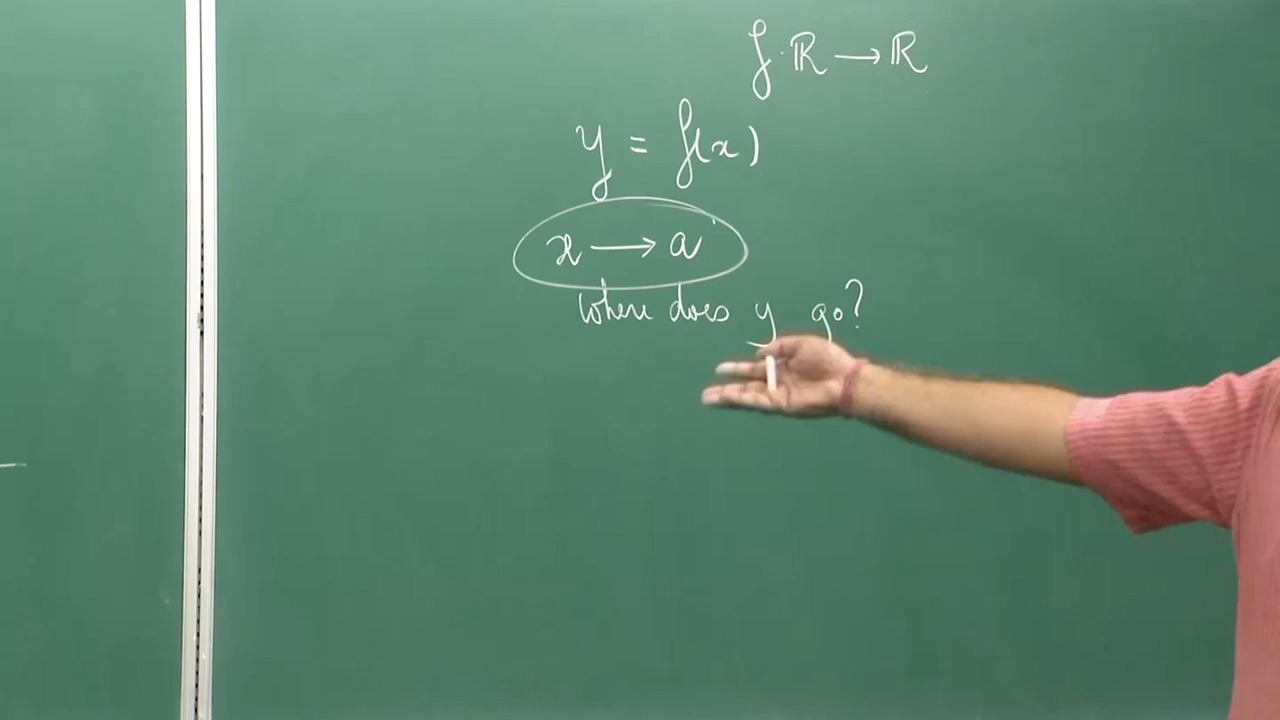 f: ℝ → ℝ
y = f(x)
x → a
where does y go?